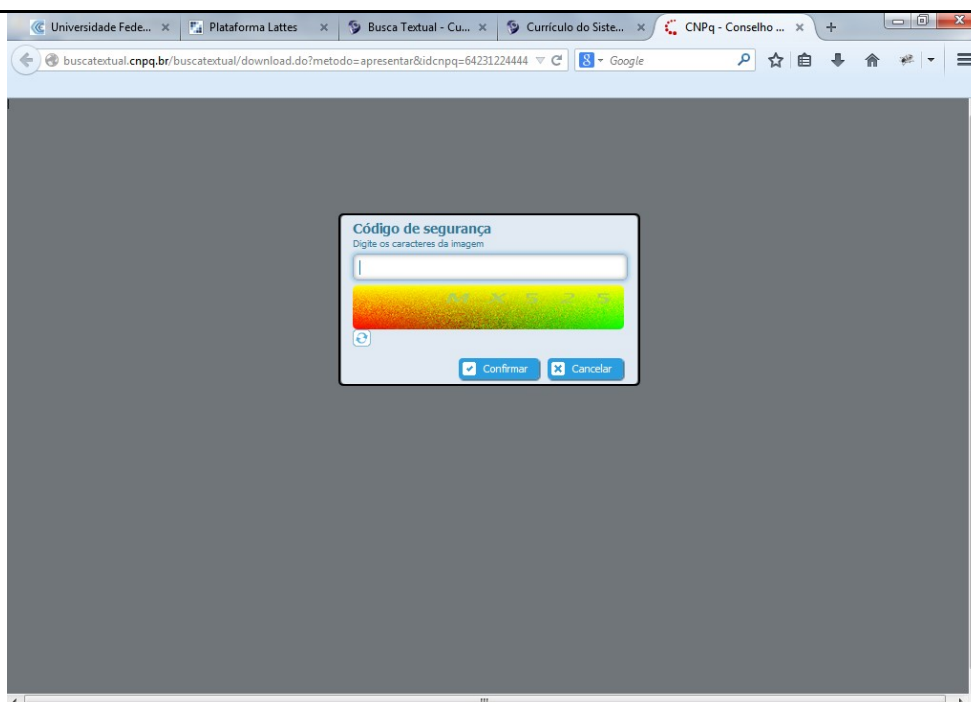 Universidade Fede...
Plataforma Lattes
Busca Textual - Cu...
Currículo do Siste...
CNPq - Conselho ...
buscatextual.cnpq.br/buscatextual/download.do?metodo=apresentar&idcnpq=64231224444
8
Google
Código de segurança
Digite os caracteres da imagem
Confirmar
Cancelar